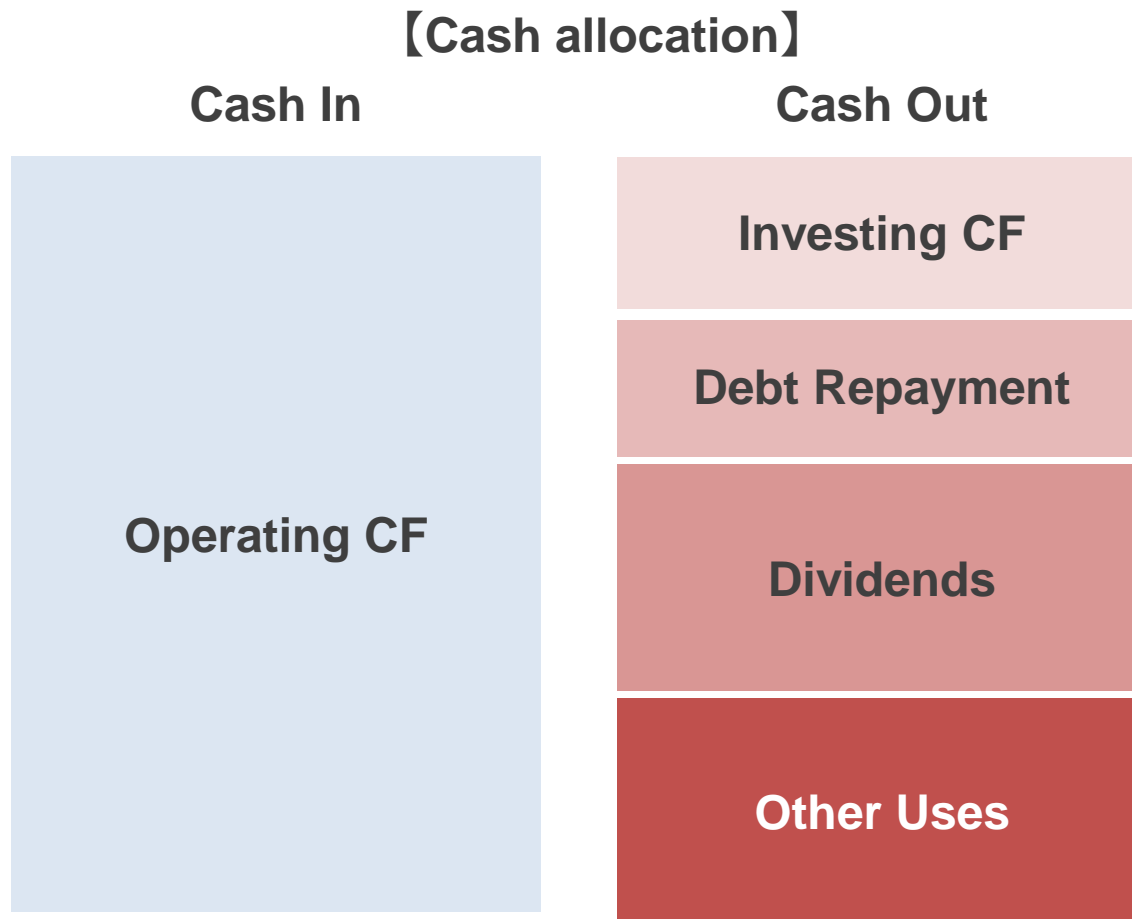 【Cash allocation】
Cash In
Cash Out
Operating CF
Investing CF
Debt Repayment
Dividends
Other Uses